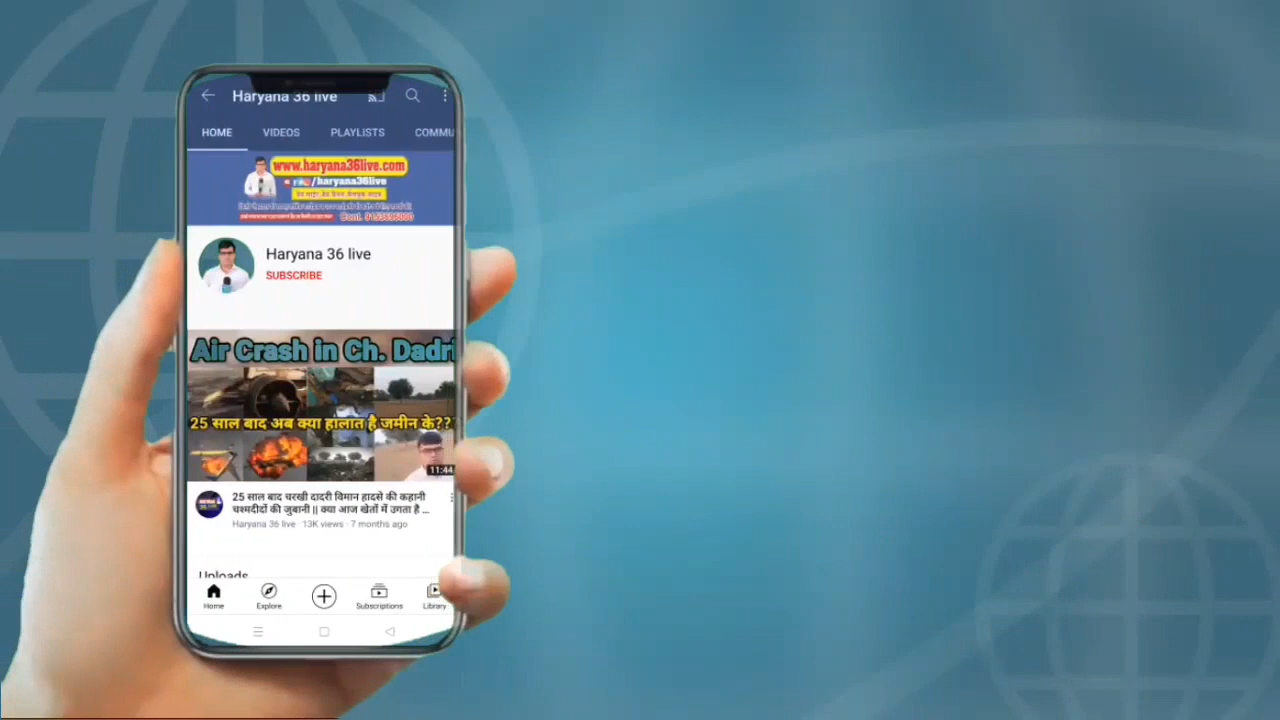 Haryana 36 live
HOME VIDEOS PLAYLISTS COMMU
www.haryana36live.com
/haryana36live
Haryana 36 live
SUBSCRIBE
Air Crash in Ch. Dadri
25 साल बाद अब क्या हालात है जमीन के??
11:44
25 साल बाद चरखी दादरी विमान हादसे की कहानी
चश्मदीदों की जुबानी || क्या आज खेतों में उगता है ...
Haryana 36 live · 13K views · 7 months ago
Uploads
Home Explore Subscriptions Library